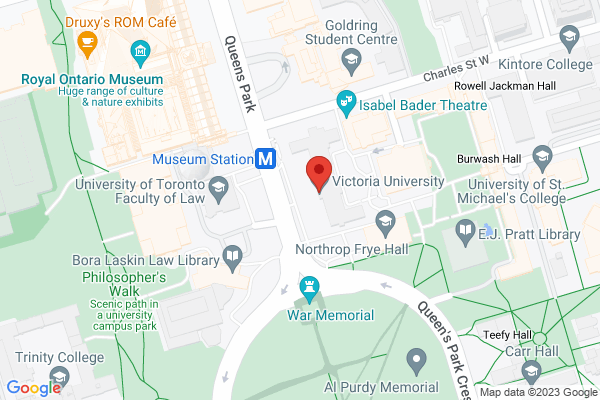 Druxy's ROM Café
Goldring
Student Centre
Kintore College
Queens Park
Charles St W
Royal Ontario Museum
Huge range of culture
& nature exhibits
Rowell Jackman Hall
Isabel Bader Theatre
Museum Station
M
Burwash Hall
University of Toronto
Faculty of Law
Victoria University
University of St.
Michael's College
Northrop Frye Hall
E.J. Pratt Library
Bora Laskin Law Library
Philosopher's
Walk
Scenic path in
a university
campus park
War Memorial
Queen's Park Cres
Teefy Hall
Carr Hall
Trinity College
Queen's Park
Al Purdy Memorial
Google
Map data ©2023 Google